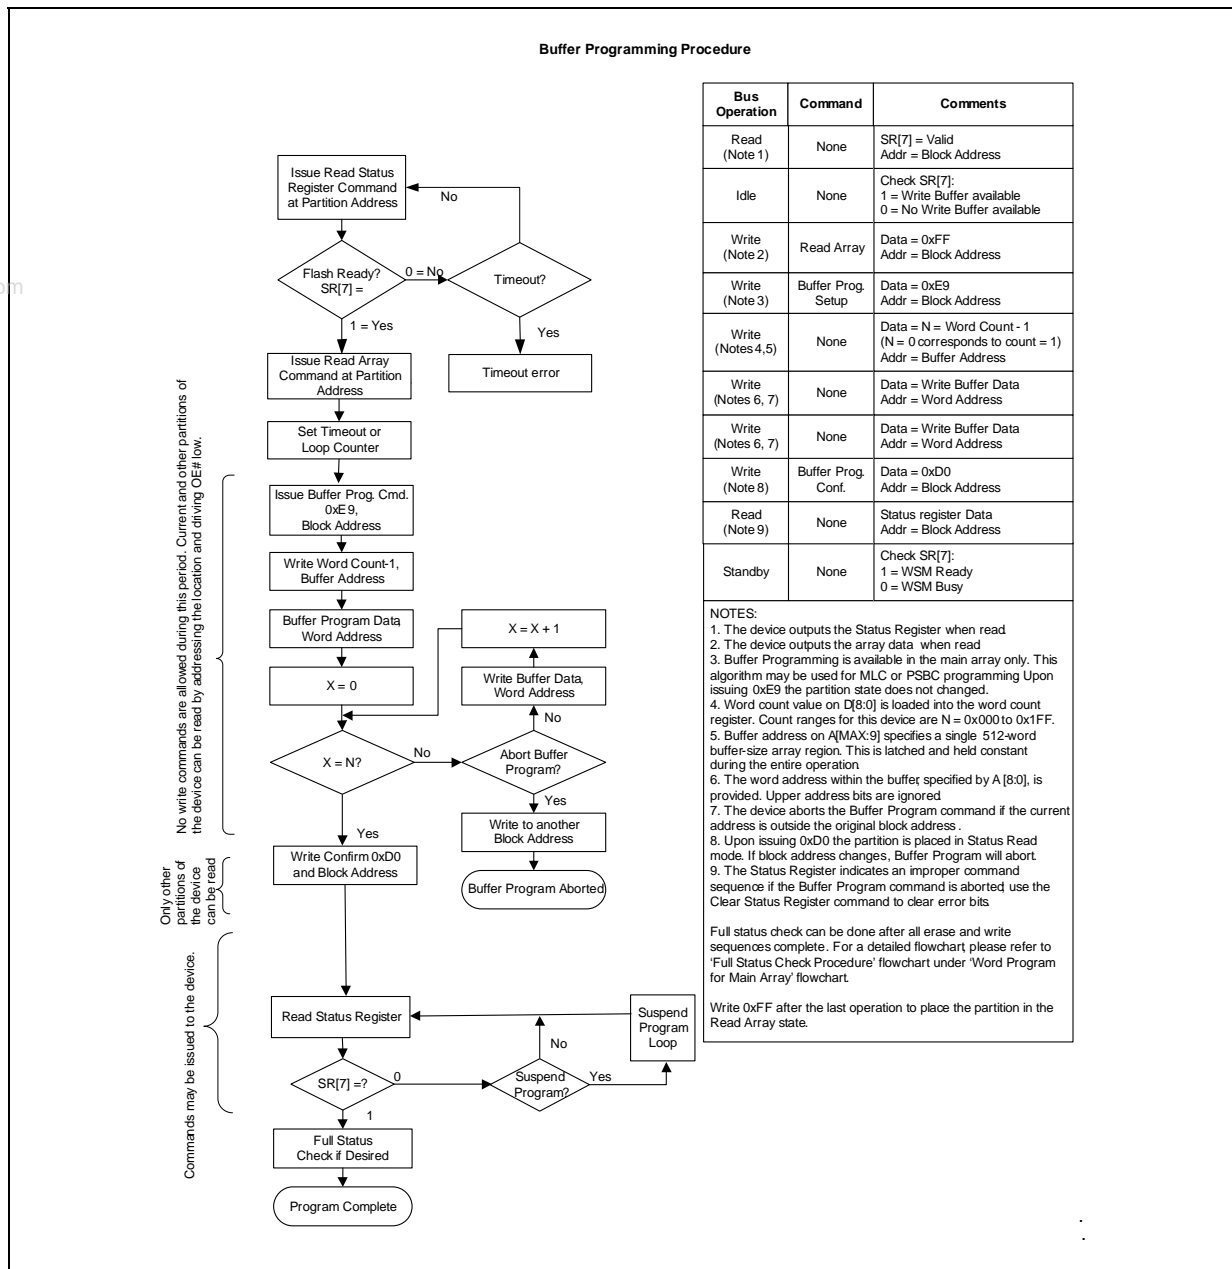 Buffer Programming Procedure
Issue Read Status
Register Command
at Partition Address
No
Flash Ready?
SR[7] =
0 = No
Timeout?
1 = Yes
Yes
Issue Read Array
Command at Partition
Address
Timeout error
Set Timeout or
Loop Counter
Issue Buffer Prog. Cmd.
0xE9,
Block Address
Write Word Count-1,
Buffer Address
Buffer Program Data,
Word Address
X = X + 1
X = 0
Write Buffer Data,
Word Address
No
X = N?
No
Abort Buffer
Program?
Yes
Yes
Write to another
Block Address
Write Confirm 0xD0
and Block Address
Buffer Program Aborted
Read Status Register
Suspend
Program
Loop
No
SR[7] =?
0
Suspend
Program?
Yes
1
Full Status
Check if Desired
Program Complete
No write commands are allowed during this period. Current and other partitions of
the device can be read by addressing the location and driving OE# low.
Only other
partitions of
the device
can be read
Commands may be issued to the device.
om
Bus
Operation
Command
Comments
Read
(Note 1)
None
SR[7] = Valid
Addr = Block Address
Idle
None
Check SR[7]:
1 = Write Buffer available
0 = No Write Buffer available
Write
(Note 2)
Read Array
Data = 0xFF
Addr = Block Address
Write
(Note 3)
Buffer Prog.
Setup
Data = 0xE9
Addr = Block Address
Write
(Notes 4,5)
None
Data = N = Word Count - 1
(N = 0 corresponds to count = 1)
Addr = Buffer Address
Write
(Notes 6, 7)
None
Data = Write Buffer Data
Addr = Word Address
Write
(Notes 6, 7)
None
Data = Write Buffer Data
Addr = Word Address
Write
(Note 8)
Buffer Prog.
Conf.
Data = 0xD0
Addr = Block Address
Read
(Note 9)
None
Status register Data
Addr = Block Address
Standby
None
Check SR[7]:
1 = WSM Ready
0 = WSM Busy
NOTES:
1. The device outputs the Status Register when read.
2. The device outputs the array data when read
3. Buffer Programming is available in the main array only. This
algorithm may be used for MLC or PSBC programming Upon
issuing 0xE9 the partition state does not changed.
4. Word count value on D[8:0] is loaded into the word count
register. Count ranges for this device are N = 0x000 to 0x1FF.
5. Buffer address on A[MAX:9] specifies a single 512-word
buffer-size array region. This is latched and held constant
during the entire operation.
6. The word address within the buffer, specified by A [8:0], is
provided. Upper address bits are ignored.
7. The device aborts the Buffer Program command if the current
address is outside the original block address .
8. Upon issuing 0xD0 the partition is placed in Status Read
mode. If block address changes, Buffer Program will abort.
9. The Status Register indicates an improper command
sequence if the Buffer Program command is aborted; use the
Clear Status Register command to clear error bits.
Full status check can be done after all erase and write
sequences complete. For a detailed flowchart, please refer to
‘Full Status Check Procedure’ flowchart under ‘Word Program
for Main Array’ flowchart.
Write 0xFF after the last operation to place the partition in the
Read Array state.